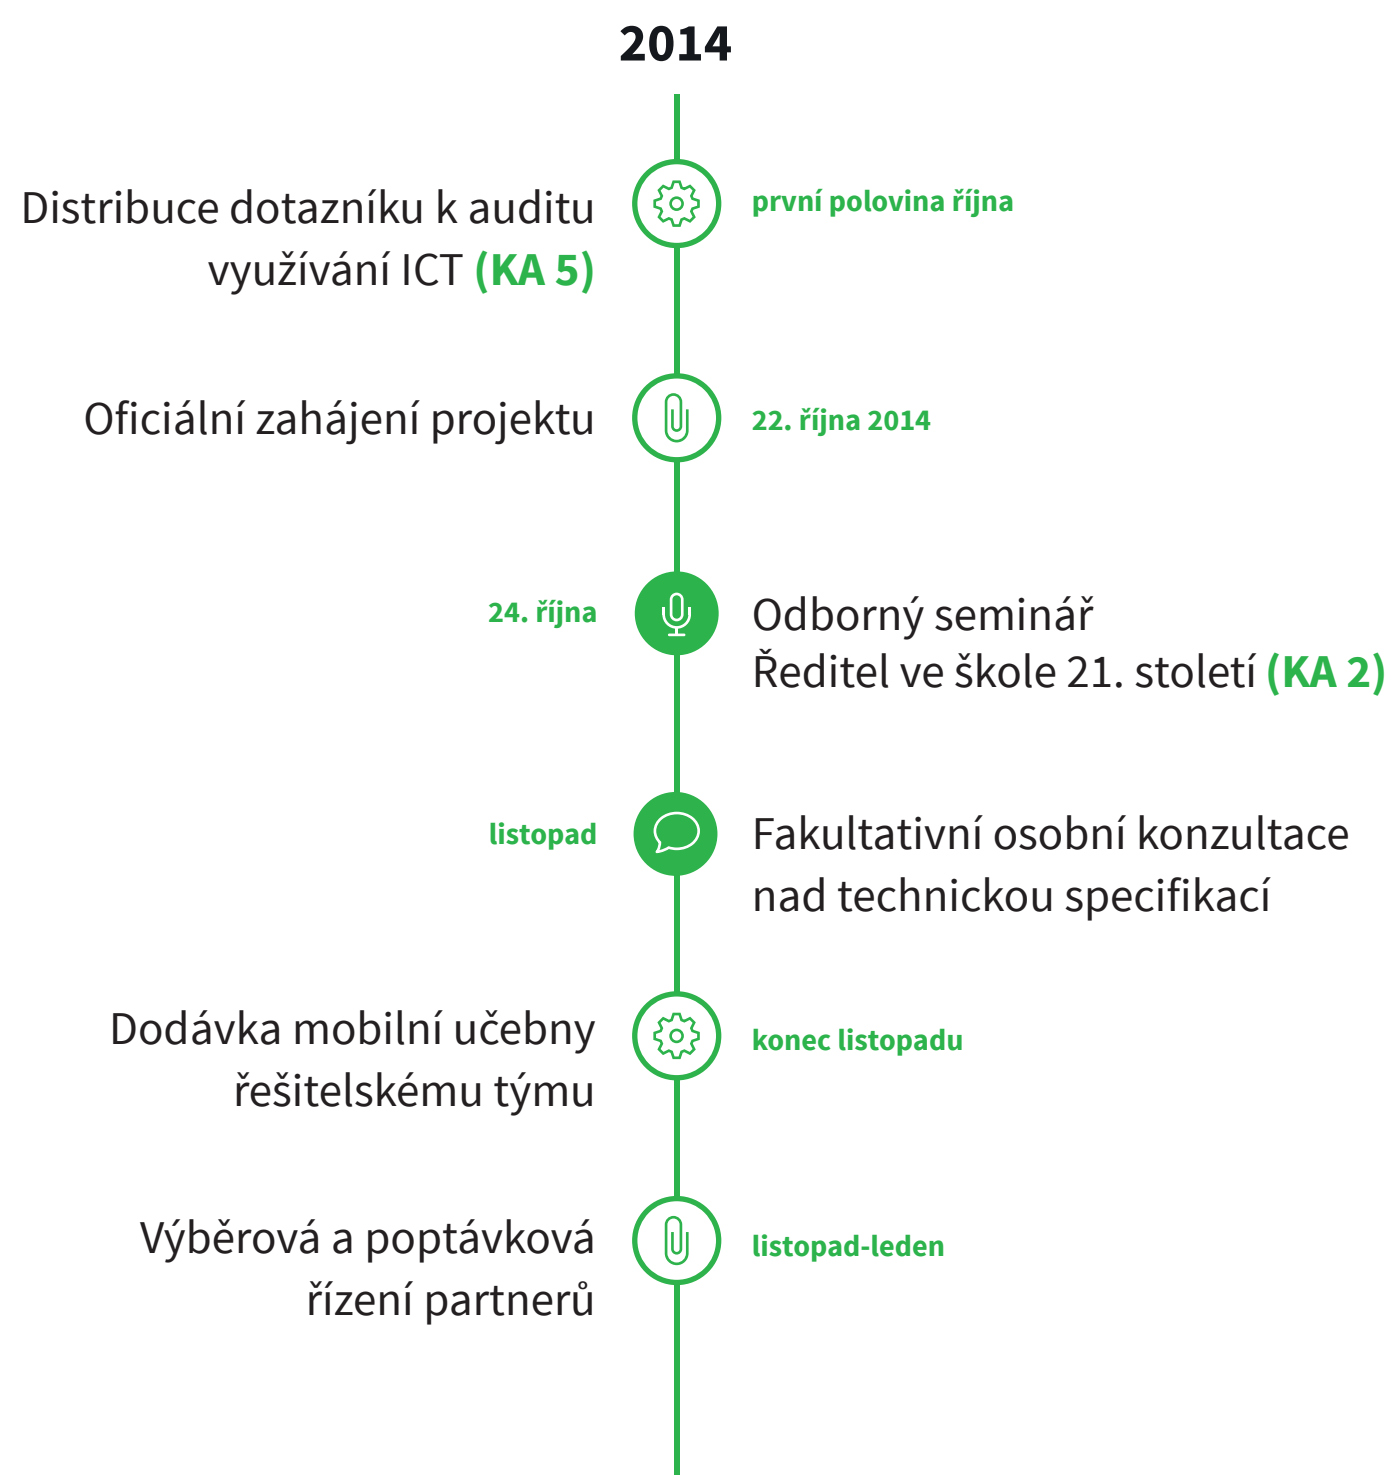 2014
Distribuce dotazníku k auditu
využívání ICT (KA 5)
první polovina října
Oficiální zahájení projektu
22. října 2014
24. října
Odborný seminář
Ředitel ve škole 21. století (KA 2)
listopad
Fakultativní osobní konzultace
nad technickou specifikací
Dodávka mobilní učebny
řešitelskému týmu
konec listopadu
Výběrová a poptávková
řízení partnerů
listopad-leden